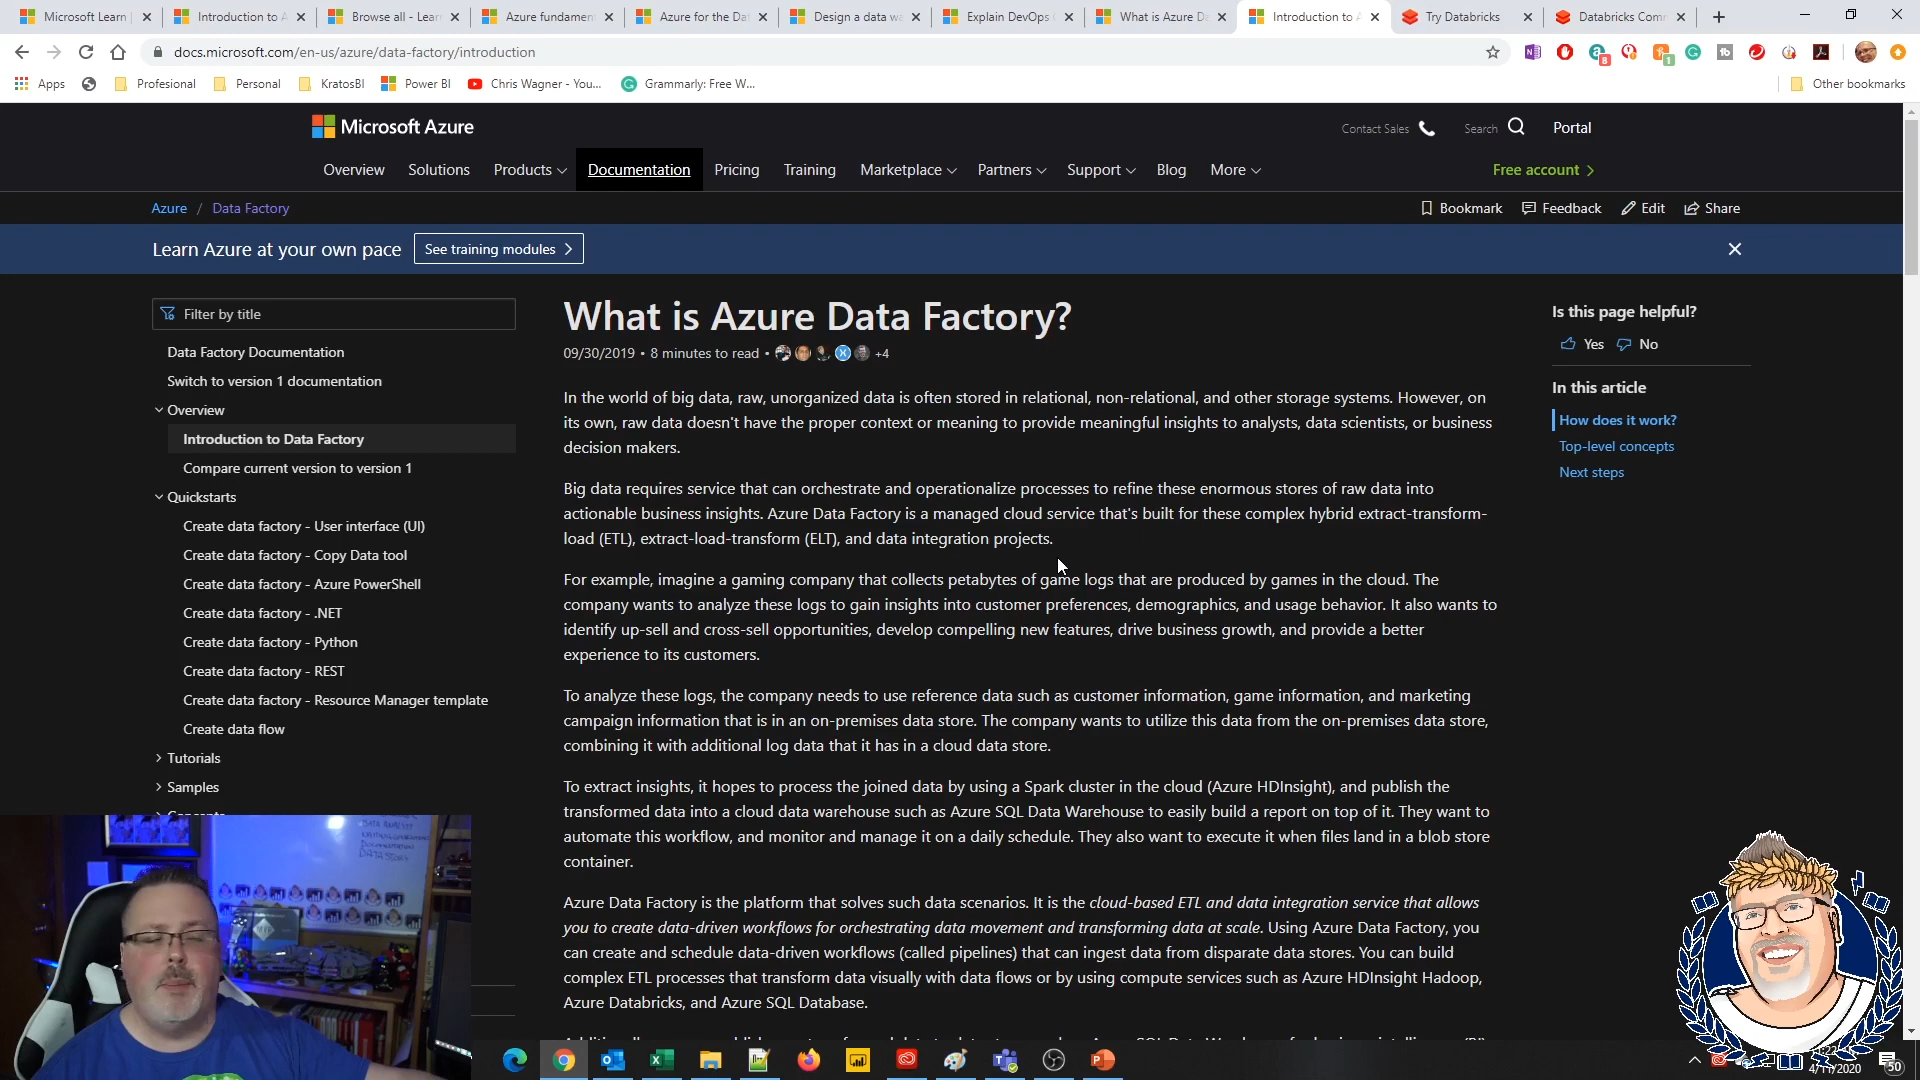 Microsoft Learn
Introduction to A
Browse all - Lear
Azure fundamen
Azure for the Da
Design a data wa
Explain DevOps
What is Azure Da
Introduction to A
Try Databricks
Databricks Com
docs.microsoft.com/en-us/azure/data-factory/introduction
Apps
Profesional
Personal
KratosBI
Power BI
Chris Wagner - You...
Grammarly: Free W...
Other bookmarks
Microsoft Azure
Contact Sales
Search
Portal
Overview
Solutions
Products
Documentation
Pricing
Training
Marketplace
Partners
Support
Blog
More
Free account
Azure / Data Factory
Bookmark
Feedback
Edit
Share
Learn Azure at your own pace
See training modules
Filter by title
Data Factory Documentation
Switch to version 1 documentation
Overview
Introduction to Data Factory
Compare current version to version 1
Quickstarts
Create data factory - User interface (UI)
Create data factory - Copy Data tool
Create data factory - Azure PowerShell
Create data factory - .NET
Create data factory - Python
Create data factory - REST
Create data factory - Resource Manager template
Create data flow
Tutorials
Samples
Concepts
What is Azure Data Factory?
09/30/2019 • 8 minutes to read • +4
In the world of big data, raw, unorganized data is often stored in relational, non-relational, and other storage systems. However, on
its own, raw data doesn't have the proper context or meaning to provide meaningful insights to analysts, data scientists, or business
decision makers.
Big data requires service that can orchestrate and operationalize processes to refine these enormous stores of raw data into
actionable business insights. Azure Data Factory is a managed cloud service that's built for these complex hybrid extract-transform-
load (ETL), extract-load-transform (ELT), and data integration projects.
For example, imagine a gaming company that collects petabytes of game logs that are produced by games in the cloud. The
company wants to analyze these logs to gain insights into customer preferences, demographics, and usage behavior. It also wants to
identify up-sell and cross-sell opportunities, develop compelling new features, drive business growth, and provide a better
experience to its customers.
To analyze these logs, the company needs to use reference data such as customer information, game information, and marketing
campaign information that is in an on-premises data store. The company wants to utilize this data from the on-premises data store,
combining it with additional log data that it has in a cloud data store.
To extract insights, it hopes to process the joined data by using a Spark cluster in the cloud (Azure HDInsight), and publish the
transformed data into a cloud data warehouse such as Azure SQL Data Warehouse to easily build a report on top of it. They want to
automate this workflow, and monitor and manage it on a daily schedule. They also want to execute it when files land in a blob store
container.
Azure Data Factory is the platform that solves such data scenarios. It is the cloud-based ETL and data integration service that allows
you to create data-driven workflows for orchestrating data movement and transforming data at scale. Using Azure Data Factory, you
can create and schedule data-driven workflows (called pipelines) that can ingest data from disparate data stores. You can build
complex ETL processes that transform data visually with data flows or by using compute services such as Azure HDInsight Hadoop,
Azure Databricks, and Azure SQL Database.
Is this page helpful?
Yes
No
In this article
How does it work?
Top-level concepts
Next steps
50